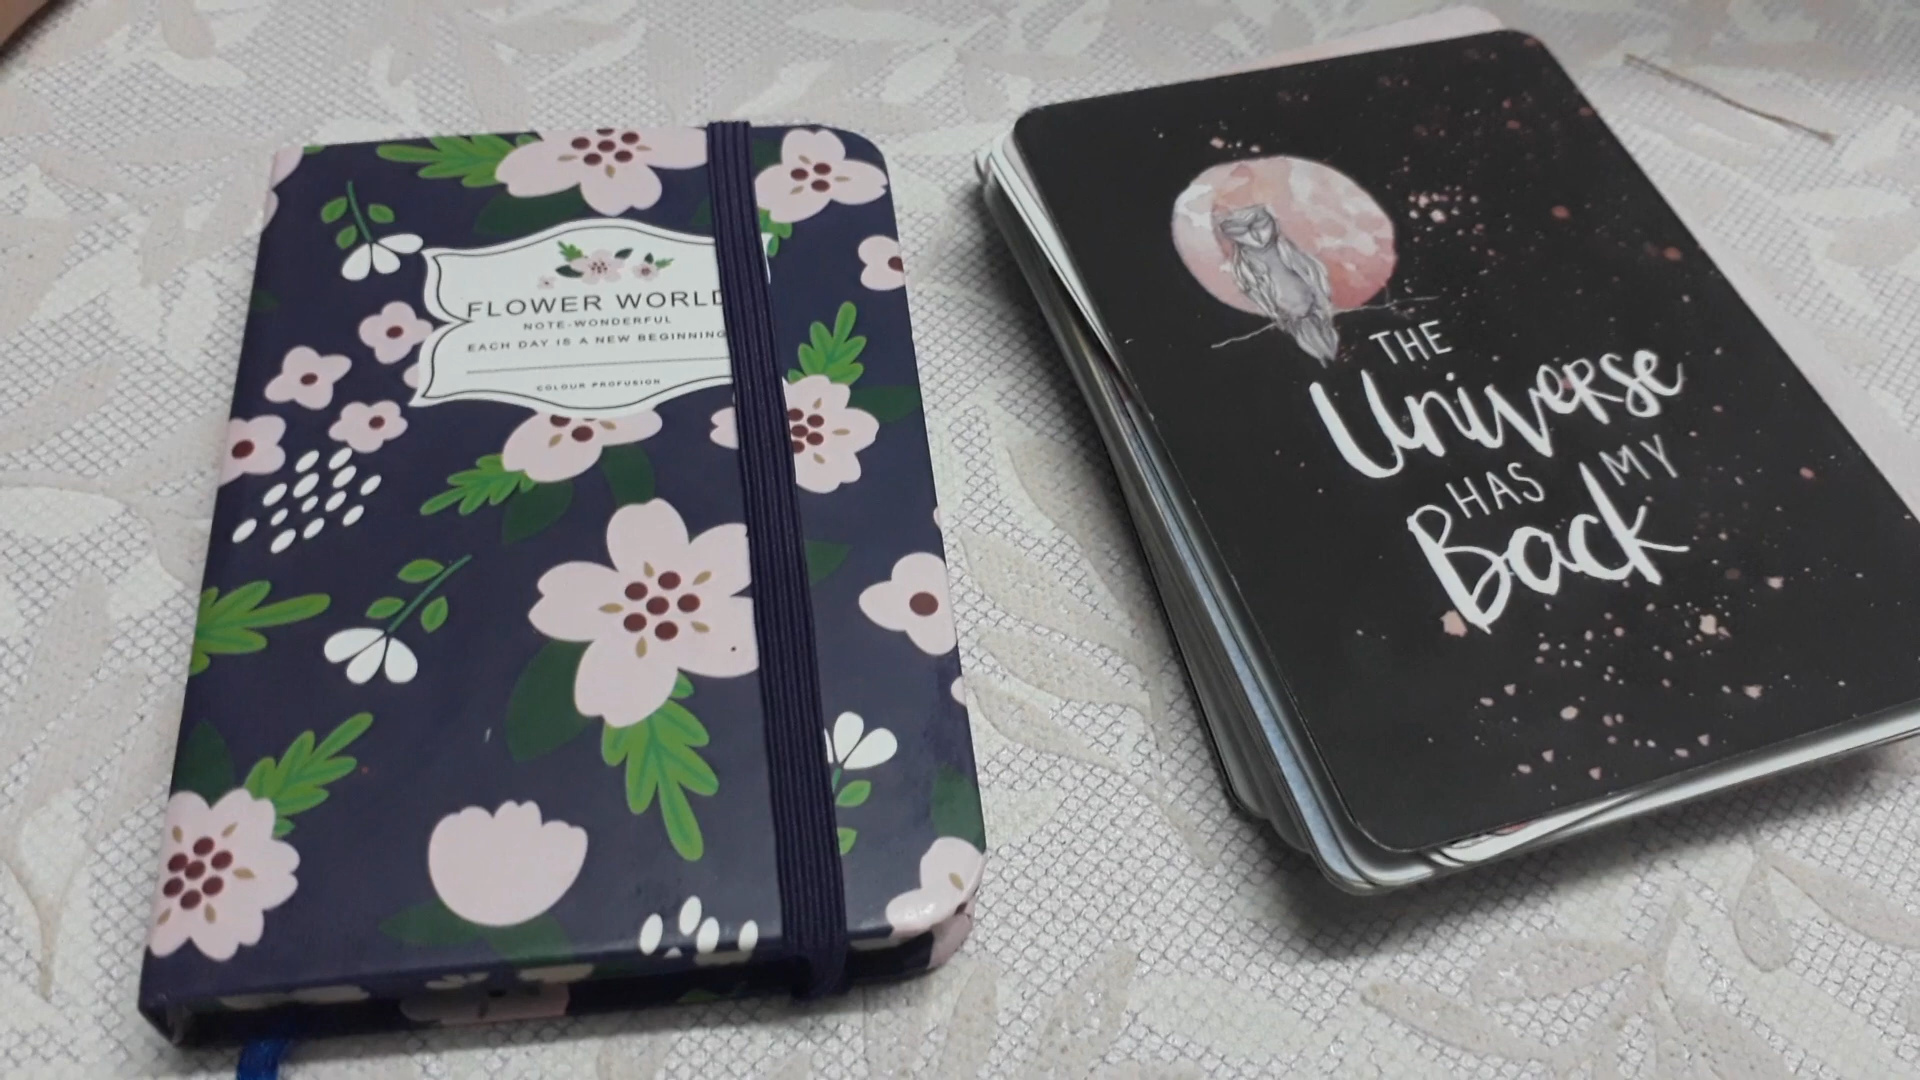 FLOWER WORLD
NOTE-WONDERFUL
EACH DAY IS A NEW BEGINNING
COLOUR PROFUSION
THE
Universe
HAS MY
Back